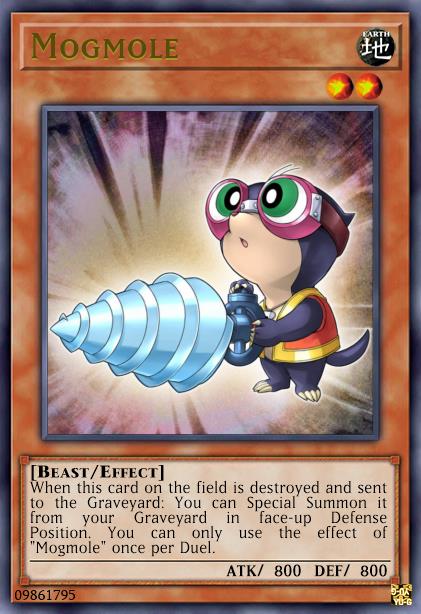 Mogmole
EARTH
地
[Beast/Effect]
When this card on the field is destroyed and sent
to the Graveyard: You can Special Summon it
from your Graveyard in face-up Defense
Position. You can only use the effect of
"Mogmole" once per Duel.
ATK/ 800 DEF/ 800
09861795